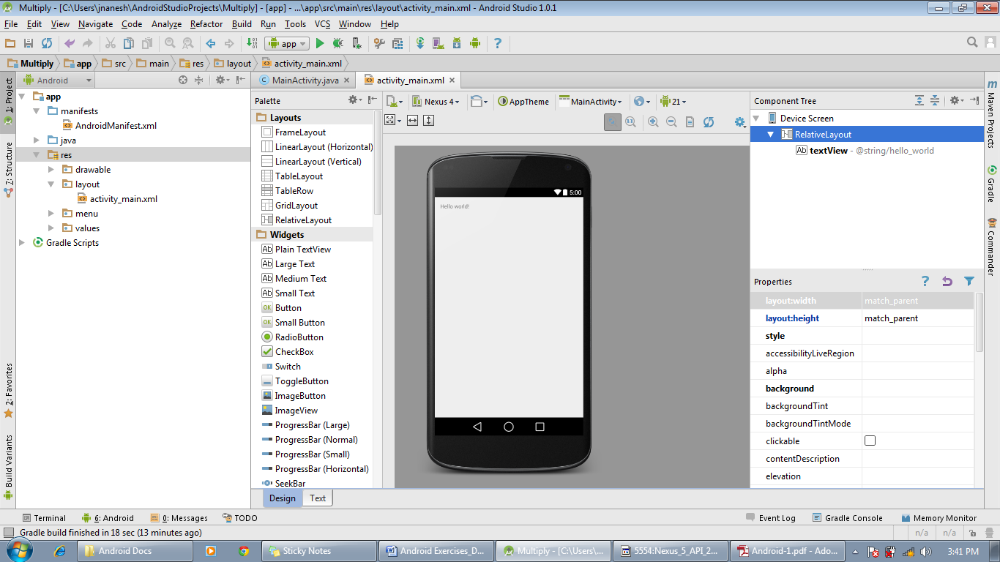 Multiply - [C:\Users\jnanesh\AndroidStudioProjects\Multiply] - [app] - ...\app\src\main\res\layout\activity_main.xml - Android Studio 1.0.1
File Edit View Navigate Code Analyze Refactor Build Run Tools VCS Window Help
app
Multiply app src main res layout activity_main.xml
1: Project
7: Structure
2: Favorites
Build Variants
Android
app
manifests
AndroidManifest.xml
java
res
drawable
layout
activity_main.xml
menu
values
Gradle Scripts
MainActivity.java activity_main.xml
Palette
Layouts
FrameLayout
LinearLayout (Horizontal)
LinearLayout (Vertical)
TableLayout
TableRow
GridLayout
RelativeLayout
Widgets
Ab Plain TextView
Ab Large Text
Ab Medium Text
Ab Small Text
OK Button
OK Small Button
RadioButton
CheckBox
Switch
ToggleButton
ImageButton
ImageView
ProgressBar (Large)
ProgressBar (Normal)
ProgressBar (Small)
ProgressBar (Horizontal)
SeekBar
Nexus 4 AppTheme MainActivity 21
5:00
Hello world!
Design Text
Component Tree
Device Screen
RelativeLayout
Ab textView - @string/hello_world
Properties
layout:width match_parent
layout:height match_parent
style
accessibilityLiveRegion
alpha
background
backgroundTint
backgroundTintMode
clickable
contentDescription
elevation
Maven Projects
Gradle
Commander
Terminal 6: Android 0: Messages TODO Event Log Gradle Console Memory Monitor
Gradle build finished in 18 sec (13 minutes ago) n/a n/a
Android Docs Sticky Notes Android Exercises_D... Multiply - [C:\Users\... 5554:Nexus_5_API_2... Android-1.pdf - Ado... 3:41 PM